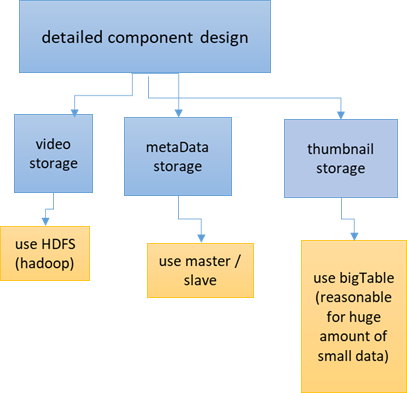 detailed component design
video
storage
metaData
storage
thumbnail
storage
use HDFS
(hadoop)
use master /
slave
use bigTable
(reasonable
for huge
amount of
small data)